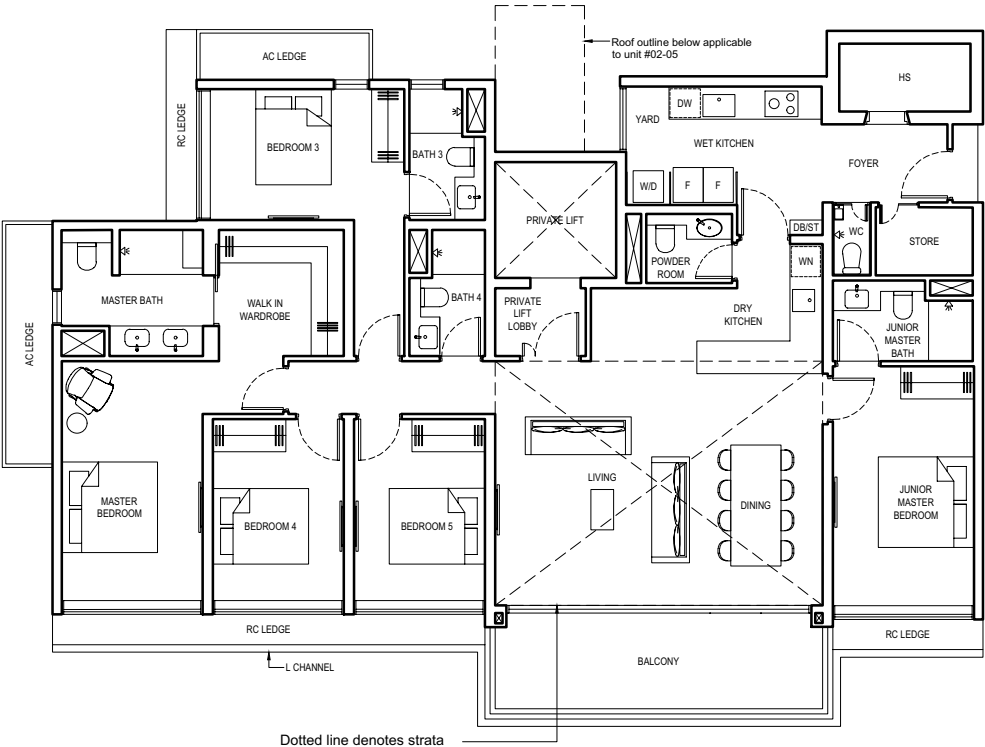 Roof outline below applicable
to unit #02-05
AC LEDGE
HS
RC LEDGE
DW
YARD
BEDROOM 3
BATH 3
WET KITCHEN
FOYER
W/D
F
F
PRIVATE LIFT
DB/ST
WC
STORE
POWDER
ROOM
WN
MASTER BATH
WALK IN
WARDROBE
BATH 4
PRIVATE
LIFT
LOBBY
DRY
KITCHEN
JUNIOR
MASTER
BATH
AC LEDGE
LIVING
MASTER
BEDROOM
BEDROOM 4
BEDROOM 5
DINING
JUNIOR
MASTER
BEDROOM
RC LEDGE
RC LEDGE
L CHANNEL
BALCONY
Dotted line denotes strata